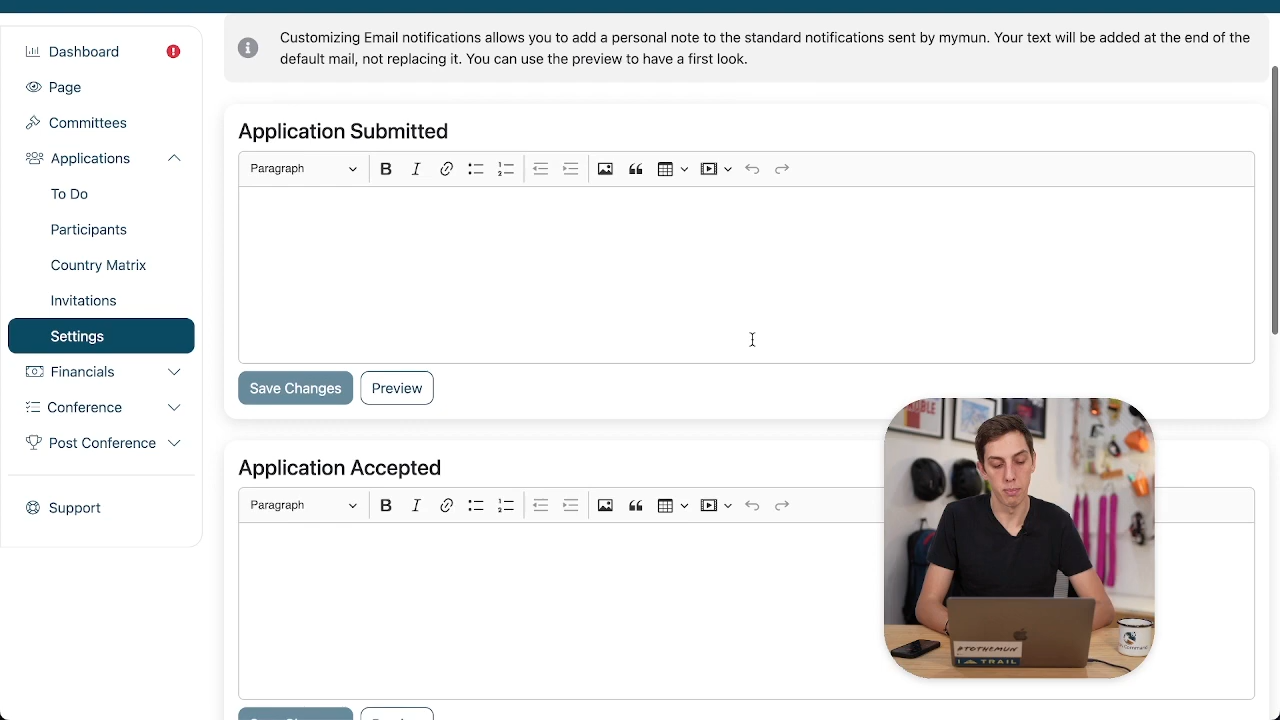 Dashboard
Page
Committees
Applications
To Do
Participants
Country Matrix
Invitations
Settings
Financials
Conference
Post Conference
Support
Customizing Email notifications allows you to add a personal note to the standard notifications sent by mymun. Your text will be added at the end of the
default mail, not replacing it. You can use the preview to have a first look.
Application Submitted
Paragraph
Save Changes
Preview
Application Accepted
Paragraph
#TOTHEMUN
TRAIL